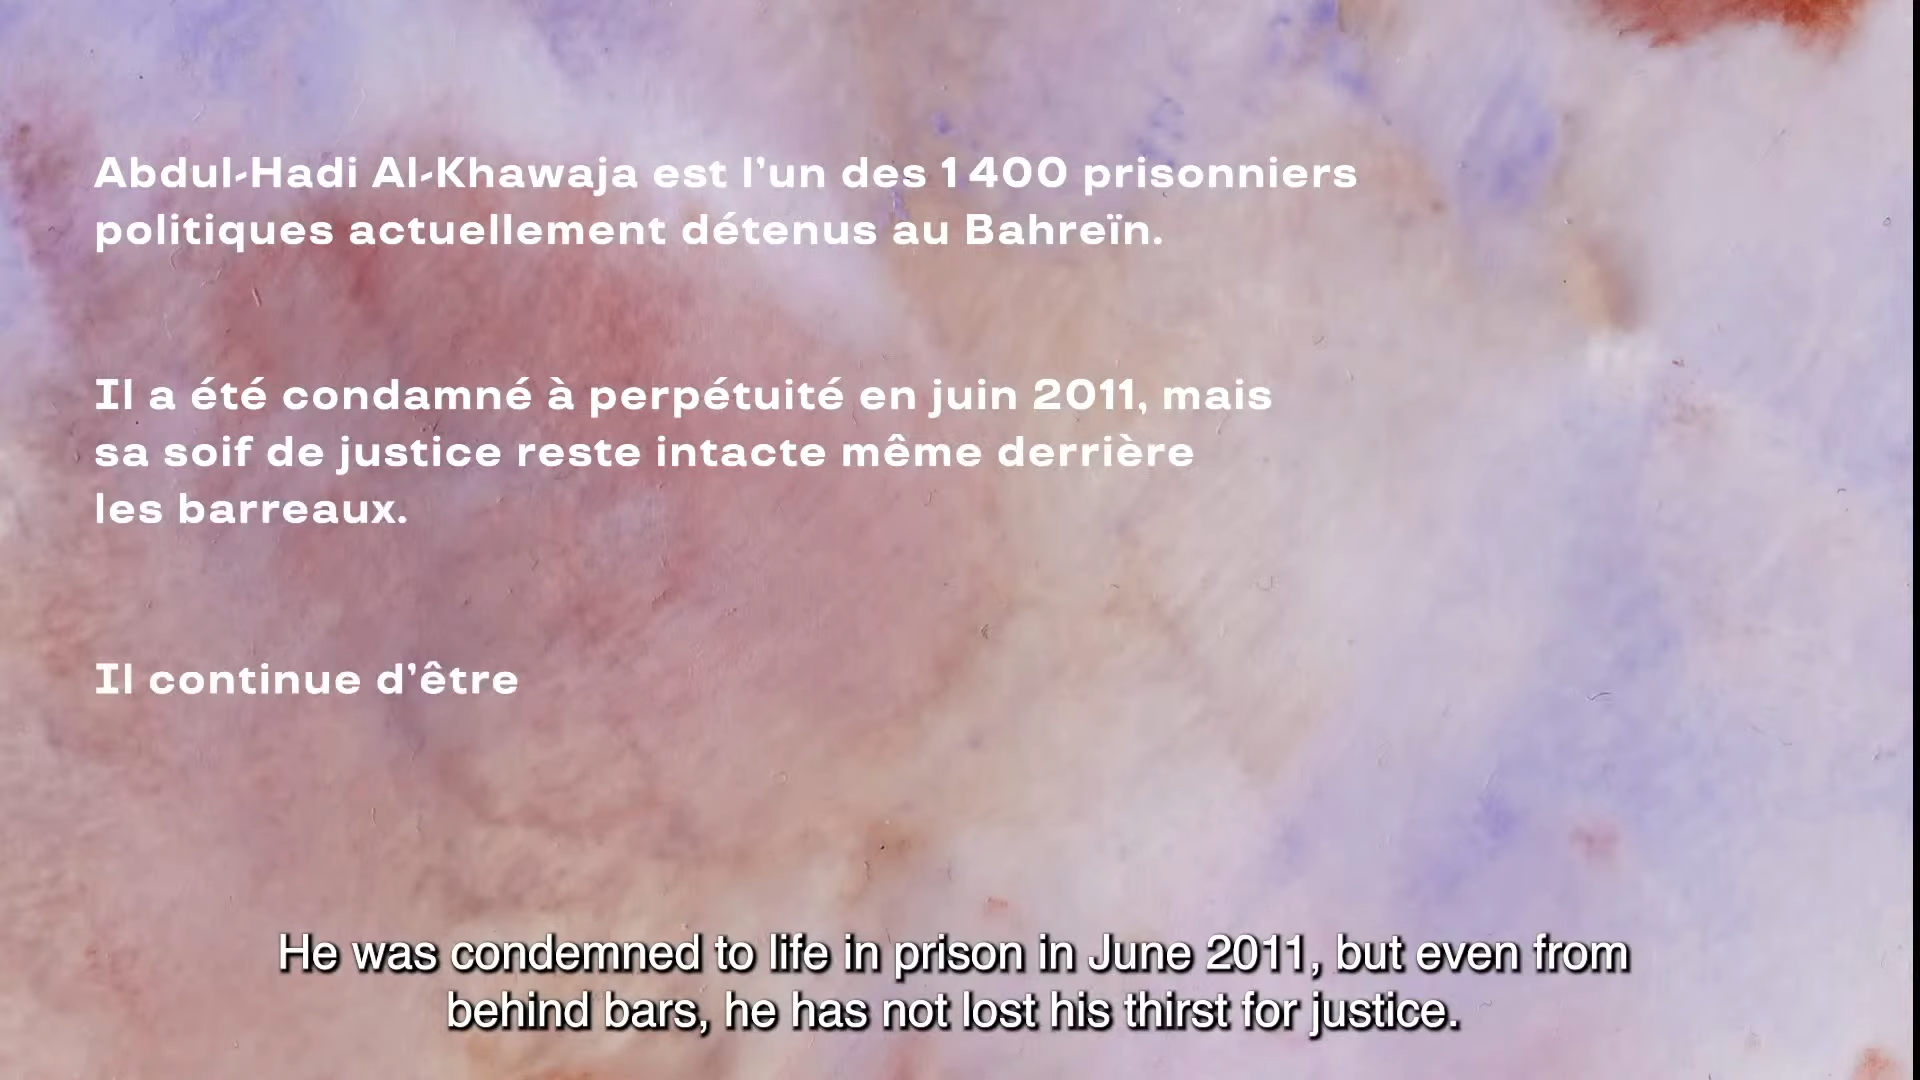 Abdul-Hadi Al-Khawaja est l’un des 1 400 prisonniers
politiques actuellement détenus au Bahreïn.
Il a été condamné à perpétuité en juin 2011, mais
sa soif de justice reste intacte même derrière
les barreaux.
Il continue d’être
He was condemned to life in prison in June 2011, but even from
behind bars, he has not lost his thirst for justice.